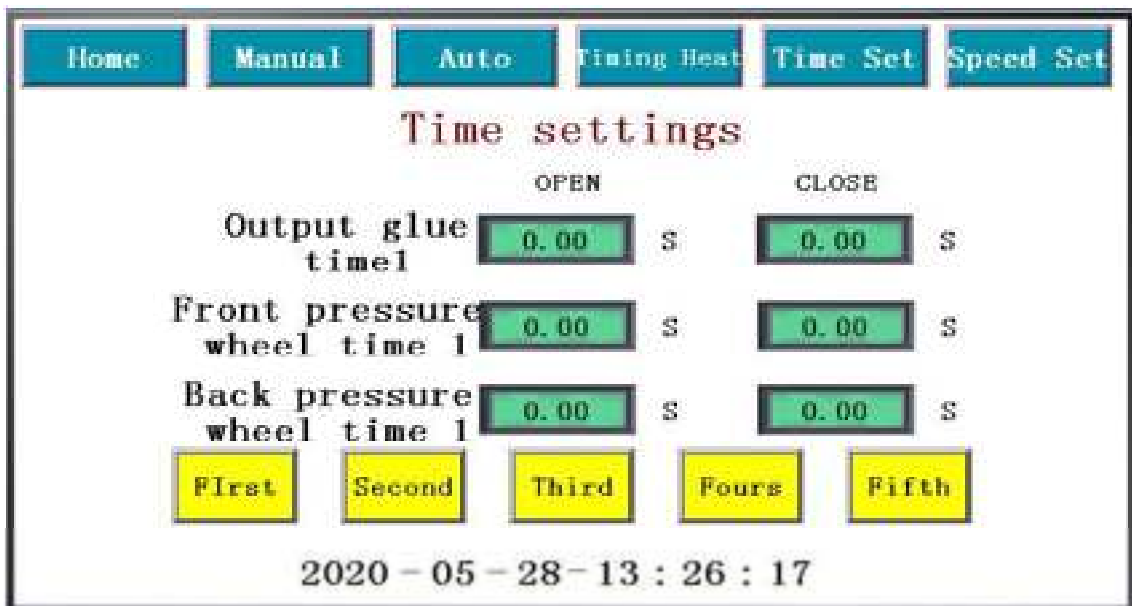 Home Manual Auto Timing Heat Time Set Speed Set
Time settings
OPEN CLOSE
Output glue
time1
0.00 S 0.00 S
Front pressure
wheel time 1
0.00 S 0.00 S
Back pressure
wheel time 1
0.00 S 0.00 S
FIrst Second Third Fours Fifth
2020-05-28-13:26:17